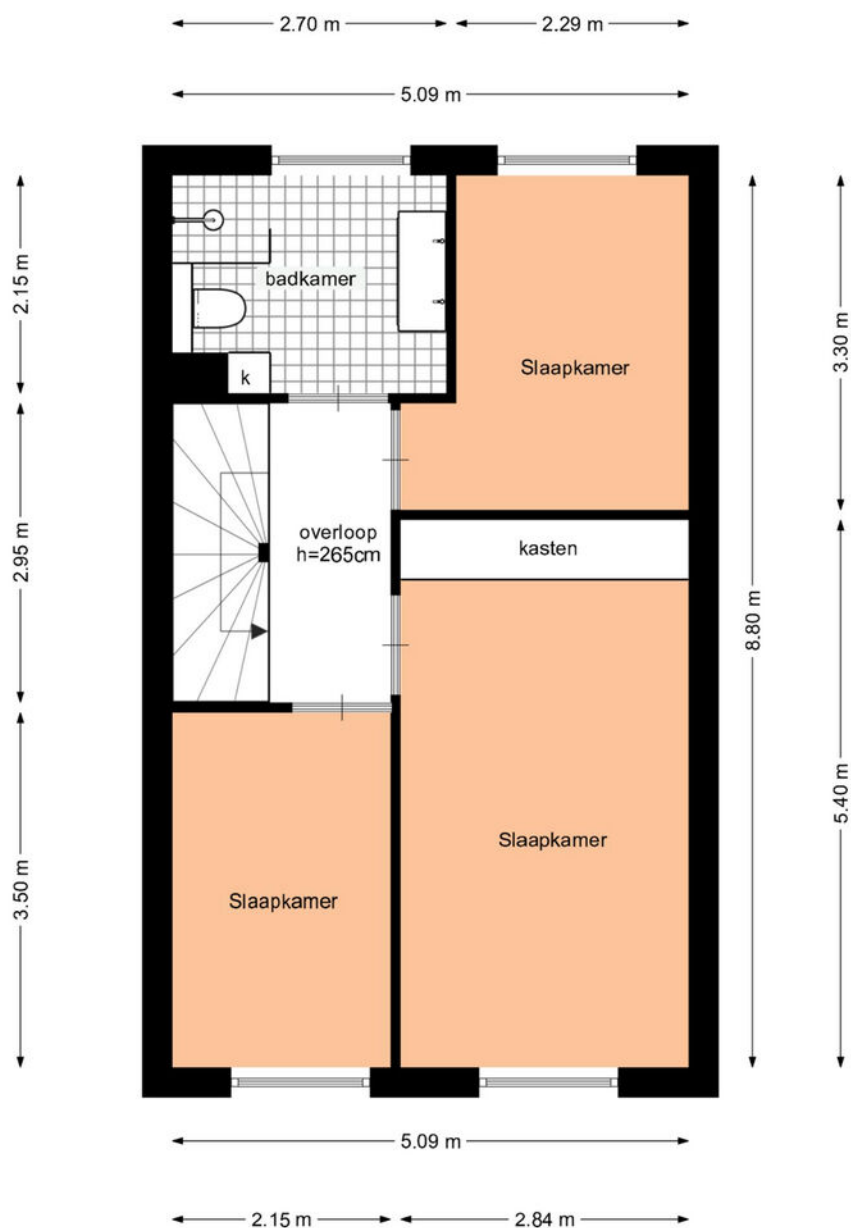 2.70 m
2.29 m
5.09 m
2.15 m
badkamer
3.30 m
Slaapkamer
k
2.95 m
overloop
h=265cm
kasten
8.80 m
5.40 m
Slaapkamer
3.50 m
Slaapkamer
5.09 m
2.15 m
2.84 m